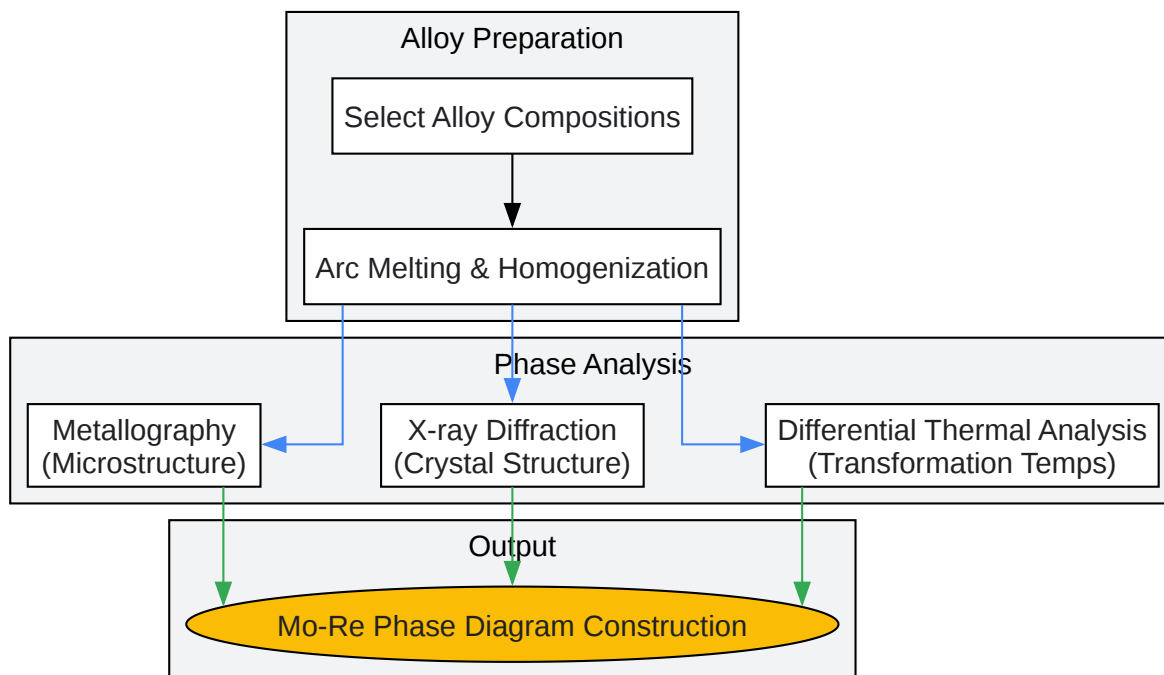 Alloy Preparation
Select Alloy Compositions
Arc Melting & Homogenization
Phase Analysis
Metallography
(Microstructure)
X-ray Diffraction
(Crystal Structure)
Differential Thermal Analysis
(Transformation Temps)
Output
Mo-Re Phase Diagram Construction